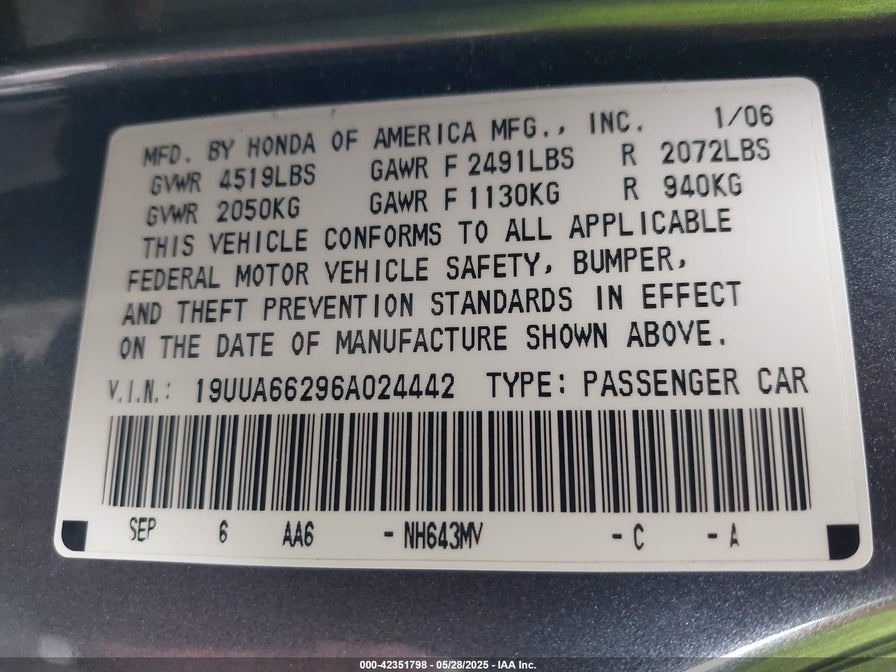 MFD. BY HONDA OF AMERICA MFG., INC. 1/06
GVWR 4519LBS GAWR F 2491LBS R 2072LBS
GVWR 2050KG GAWR F 1130KG R 940KG
THIS VEHICLE CONFORMS TO ALL APPLICABLE
FEDERAL MOTOR VEHICLE SAFETY, BUMPER,
AND THEFT PREVENTION STANDARDS IN EFFECT
ON THE DATE OF MANUFACTURE SHOWN ABOVE.
V.I.N.: 19UUA66296A024442 TYPE: PASSENGER CAR
SEP 6 AA6 - NH643MV - C - A
000-42351798 - 05/28/2025 - IAA Inc.